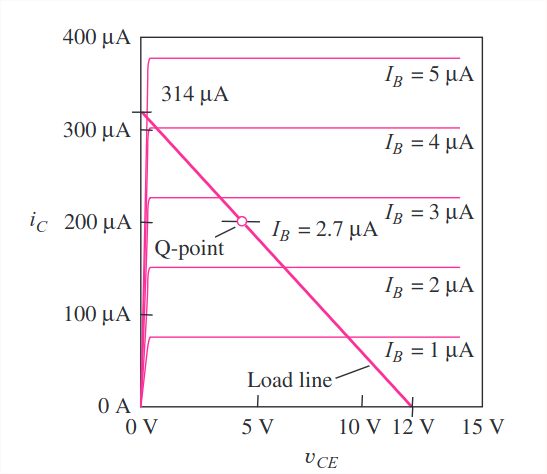 400 µA
I_B = 5 µA
314 µA
300 µA
I_B = 4 µA
i_C
200 µA
I_B = 2.7 µA
I_B = 3 µA
Q-point
I_B = 2 µA
100 µA
I_B = 1 µA
Load line
0 A
0 V
5 V
10 V
12 V
15 V
v_CE